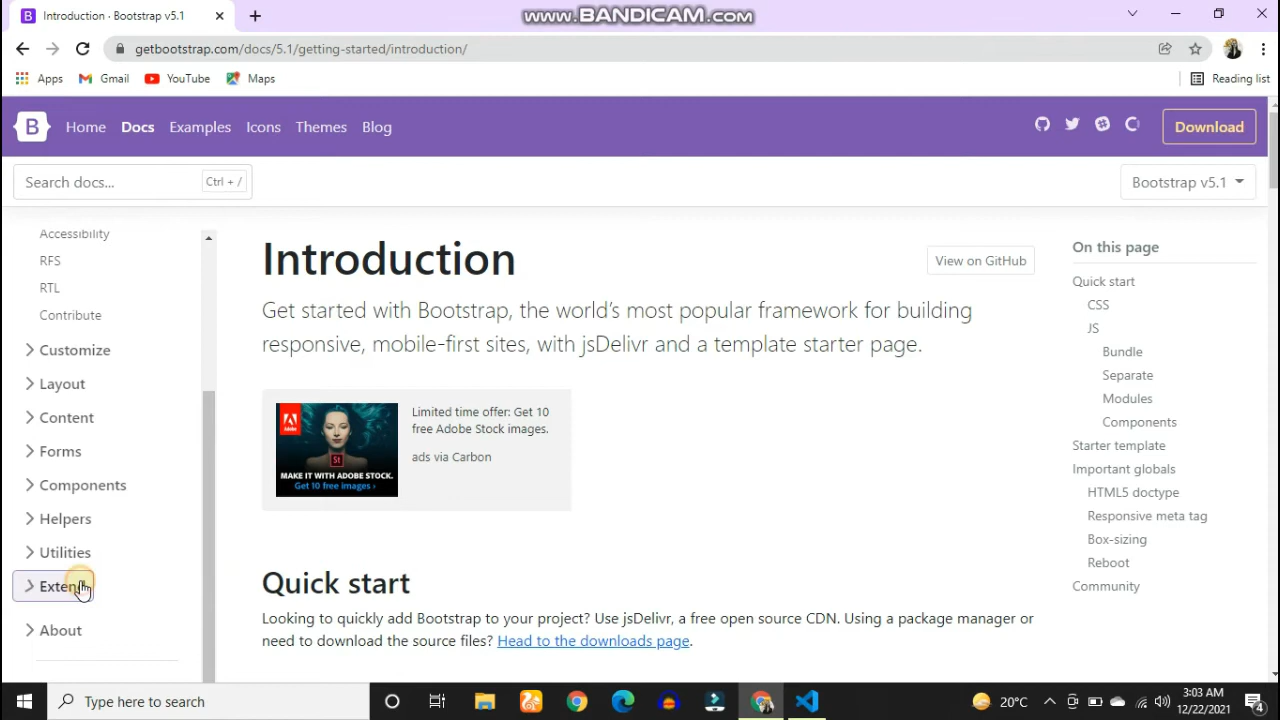 Introduction · Bootstrap v5.1
www.BANDICAM.com
getbootstrap.com/docs/5.1/getting-started/introduction/
Apps
Gmail
YouTube
Maps
Reading list
B
Home
Docs
Examples
Icons
Themes
Blog
Download
Search docs...
Ctrl + /
Bootstrap v5.1
Accessibility
RFS
RTL
Contribute
Customize
Layout
Content
Forms
Components
Helpers
Utilities
Extend
About
Introduction
View on GitHub
Get started with Bootstrap, the world’s most popular framework for building
responsive, mobile-first sites, with jsDelivr and a template starter page.
St
MAKE IT WITH ADOBE STOCK.
Get 10 free images ›
Limited time offer: Get 10
free Adobe Stock images.
ads via Carbon
Quick start
Looking to quickly add Bootstrap to your project? Use jsDelivr, a free open source CDN. Using a package manager or
need to download the source files? Head to the downloads page.
On this page
Quick start
CSS
JS
Bundle
Separate
Modules
Components
Starter template
Important globals
HTML5 doctype
Responsive meta tag
Box-sizing
Reboot
Community
Type here to search
20°C
3:03 AM
12/22/2021
4